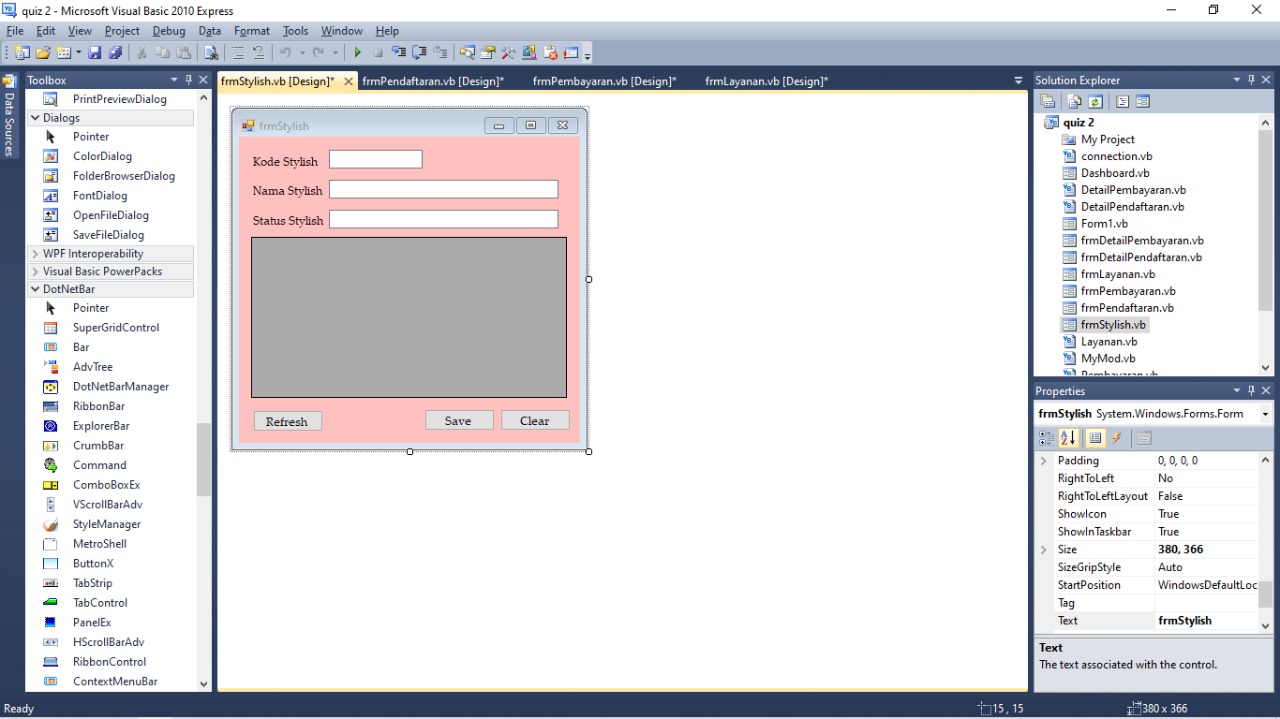 quiz 2 - Microsoft Visual Basic 2010 Express
File Edit View Project Debug Data Format Tools Window Help
Data Sources
Toolbox
PrintPreviewDialog
Dialogs
Pointer
ColorDialog
FolderBrowserDialog
FontDialog
OpenFileDialog
SaveFileDialog
WPF Interoperability
Visual Basic PowerPacks
DotNetBar
Pointer
SuperGridControl
Bar
AdvTree
DotNetBarManager
RibbonBar
ExplorerBar
CrumbBar
Command
ComboBoxEx
VScrollBarAdv
StyleManager
MetroShell
ButtonX
TabStrip
TabControl
PanelEx
HScrollBarAdv
RibbonControl
ContextMenuBar
frmStylish.vb [Design]* frmPendaftaran.vb [Design]* frmPembayaran.vb [Design]* frmLayanan.vb [Design]*
frmStylish
Kode Stylish
Nama Stylish
Status Stylish
Refresh Save Clear
Solution Explorer
quiz 2
My Project
connection.vb
Dashboard.vb
DetailPembayaran.vb
DetailPendaftaran.vb
Form1.vb
frmDetailPembayaran.vb
frmDetailPendaftaran.vb
frmLayanan.vb
frmPembayaran.vb
frmPendaftaran.vb
frmStylish.vb
Layanan.vb
MyMod.vb
Pembayaran.vb
Properties
frmStylish System.Windows.Forms.Form
Padding 0, 0, 0, 0
RightToLeft No
RightToLeftLayout False
ShowIcon True
ShowInTaskbar True
Size 380, 366
SizeGripStyle Auto
StartPosition WindowsDefaultLoc
Tag
Text frmStylish
Text
The text associated with the control.
Ready 15 , 15 380 x 366